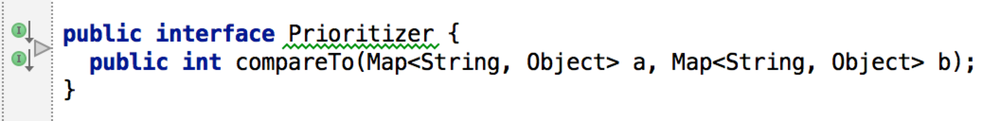 public interface Prioritizer {
public int compareTo(Map<String, Object> a, Map<String, Object> b);
}